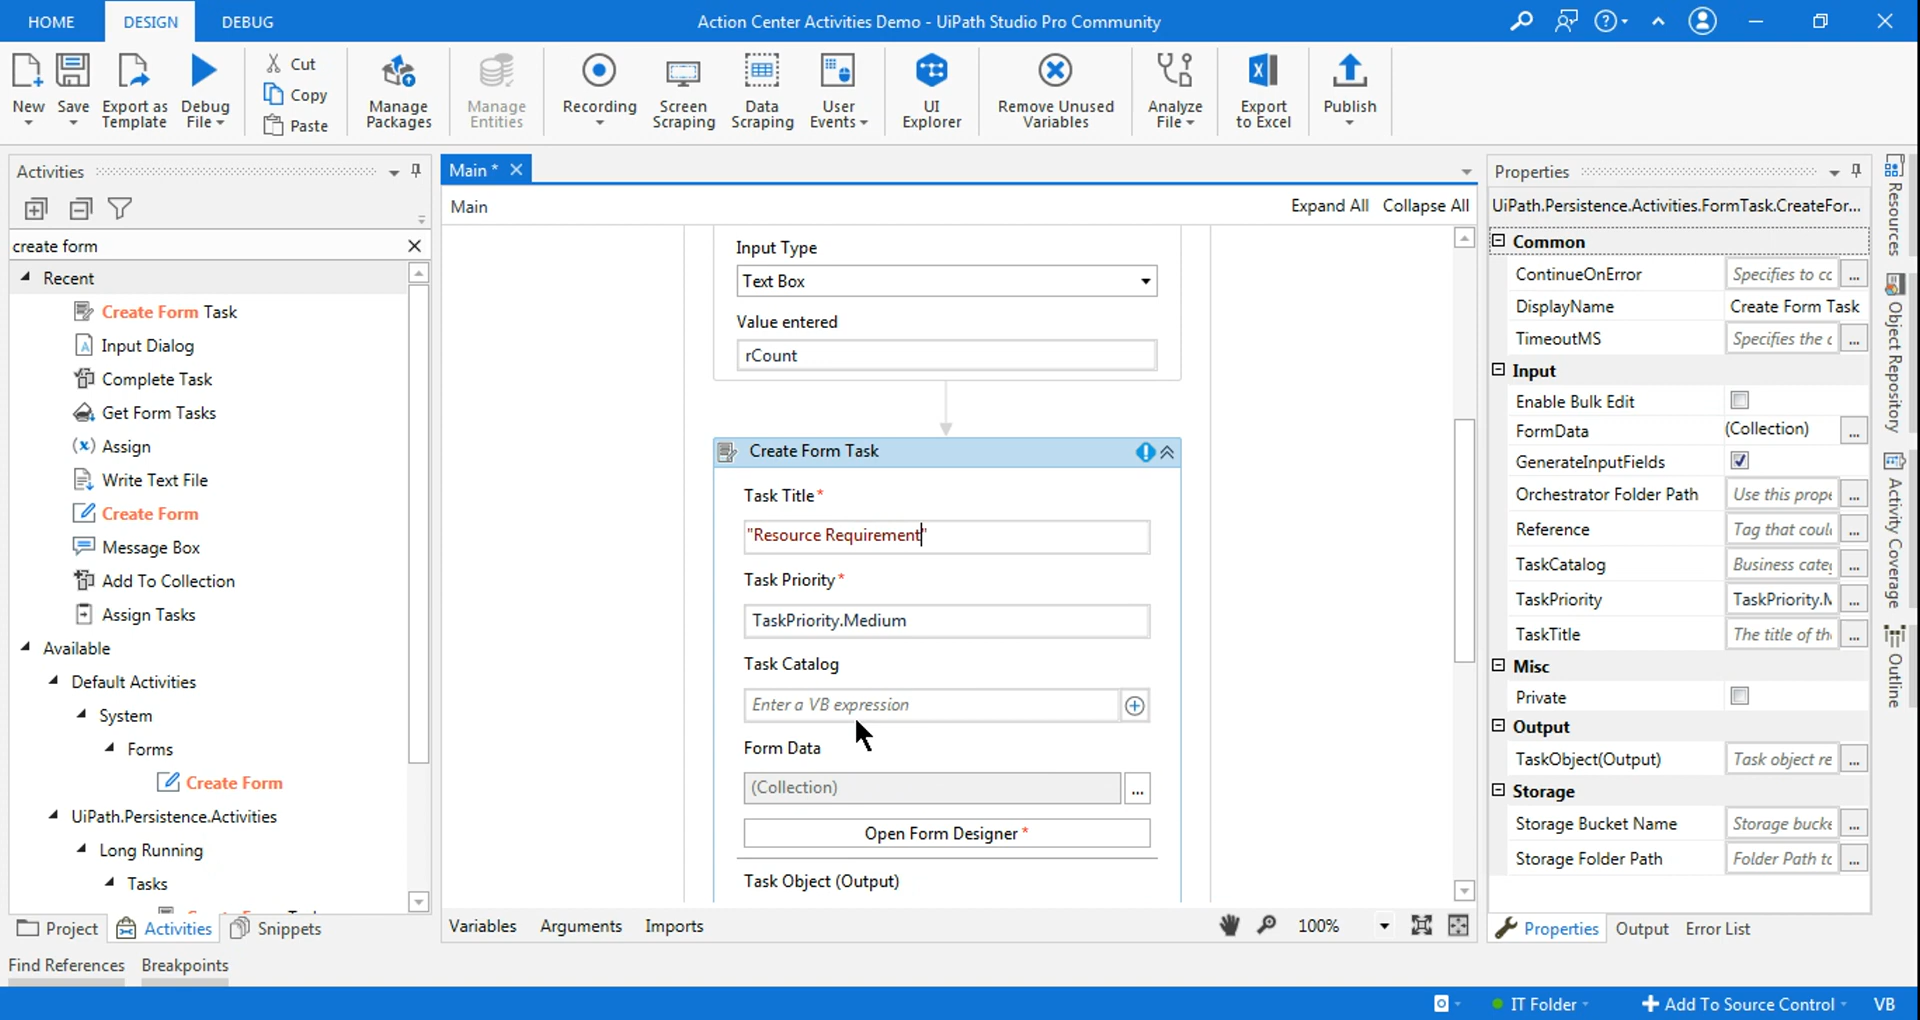 HOME DESIGN DEBUG Action Center Activities Demo - UiPath Studio Pro Community
New Save Export as Template Debug File Cut Copy Paste Manage Packages Manage Entities Recording Screen Scraping Data Scraping User Events UI Explorer Remove Unused Variables Analyze File Export to Excel Publish
Activities
create form
Recent
Create Form Task
Input Dialog
Complete Task
Get Form Tasks
Assign
Write Text File
Create Form
Message Box
Add To Collection
Assign Tasks
Available
Default Activities
System
Forms
Create Form
UiPath.Persistence.Activities
Long Running
Tasks
Project Activities Snippets
Main *
Main Expand All Collapse All
Input Type
Text Box
Value entered
rCount
Create Form Task
Task Title*
"Resource Requirement"
Task Priority*
TaskPriority.Medium
Task Catalog
Enter a VB expression
Form Data
(Collection) ...
Open Form Designer *
Task Object (Output)
Variables Arguments Imports 100%
Properties
UiPath.Persistence.Activities.FormTask.CreateFor...
Common
ContinueOnError Specifies to cc ...
DisplayName Create Form Task
TimeoutMS Specifies the c ...
Input
Enable Bulk Edit
FormData (Collection) ...
GenerateInputFields
Orchestrator Folder Path Use this prope ...
Reference Tag that coul ...
TaskCatalog Business cate ...
TaskPriority TaskPriority.M ...
TaskTitle The title of th ...
Misc
Private
Output
TaskObject(Output) Task object re ...
Storage
Storage Bucket Name Storage bucke ...
Storage Folder Path Folder Path to ...
Properties Output Error List
Resources
Object Repository
Activity Coverage
Outline
Find References Breakpoints
IT Folder Add To Source Control VB